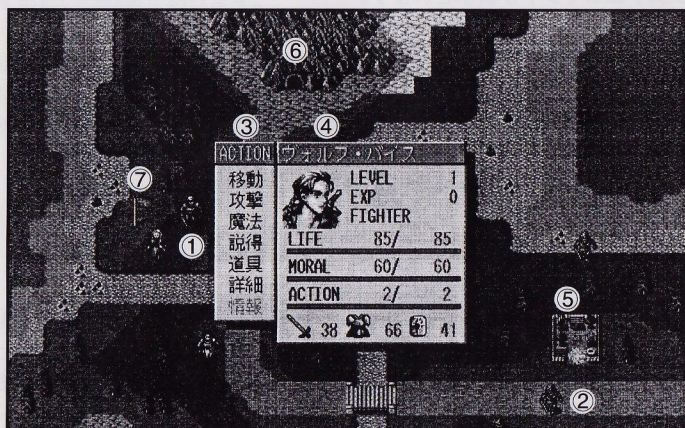 ⑥
③ ④
ACTION ヴォルフ・バイス
移動 LEVEL 1
攻撃 EXP 0
魔法 FIGHTER
説得 LIFE 85/ 85
道具 MORAL 60/ 60
詳細 ACTION 2/ 2
情報 38 66 41
⑦
①
⑤
②